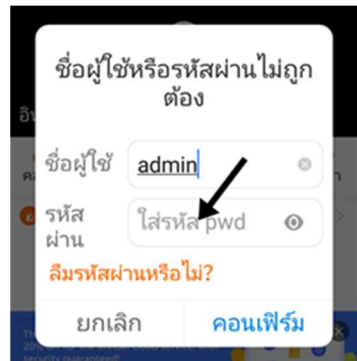 ชื่อผู้ใช้หรือรหัสผ่านไม่ถูก
ต้อง
ชื่อผู้ใช้ admin
รหัส
ผ่าน
ใส่รหัส pwd
ลืมรหัสผ่านหรือไม่?
ยกเลิก คอนเฟิร์ม
security guaranteed!